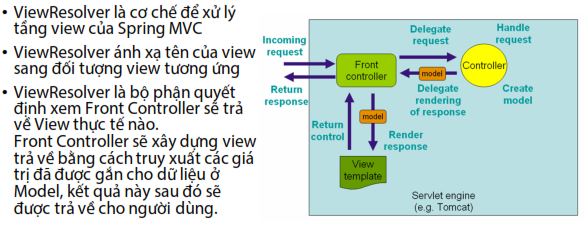 • ViewResolver là cơ chế để xử lý
tầng view của Spring MVC
• ViewResolver ánh xạ tên của view
sang đối tượng view tương ứng
• ViewResolver là bộ phận quyết
định xem Front Controller sẽ trả
về View thực tế nào.
Front Controller sẽ xây dựng view
trả về bằng cách truy xuất các giá
trị đã được gắn cho dữ liệu ở
Model, kết quả này sau đó sẽ
được trả về cho người dùng.
Incoming
request
Return
response
Front
controller
Delegate
request
Handle
request
Controller
model
Delegate
rendering
of response
Create
model
Return
control
model
Render
response
View
template
Servlet engine
(e.g. Tomcat)